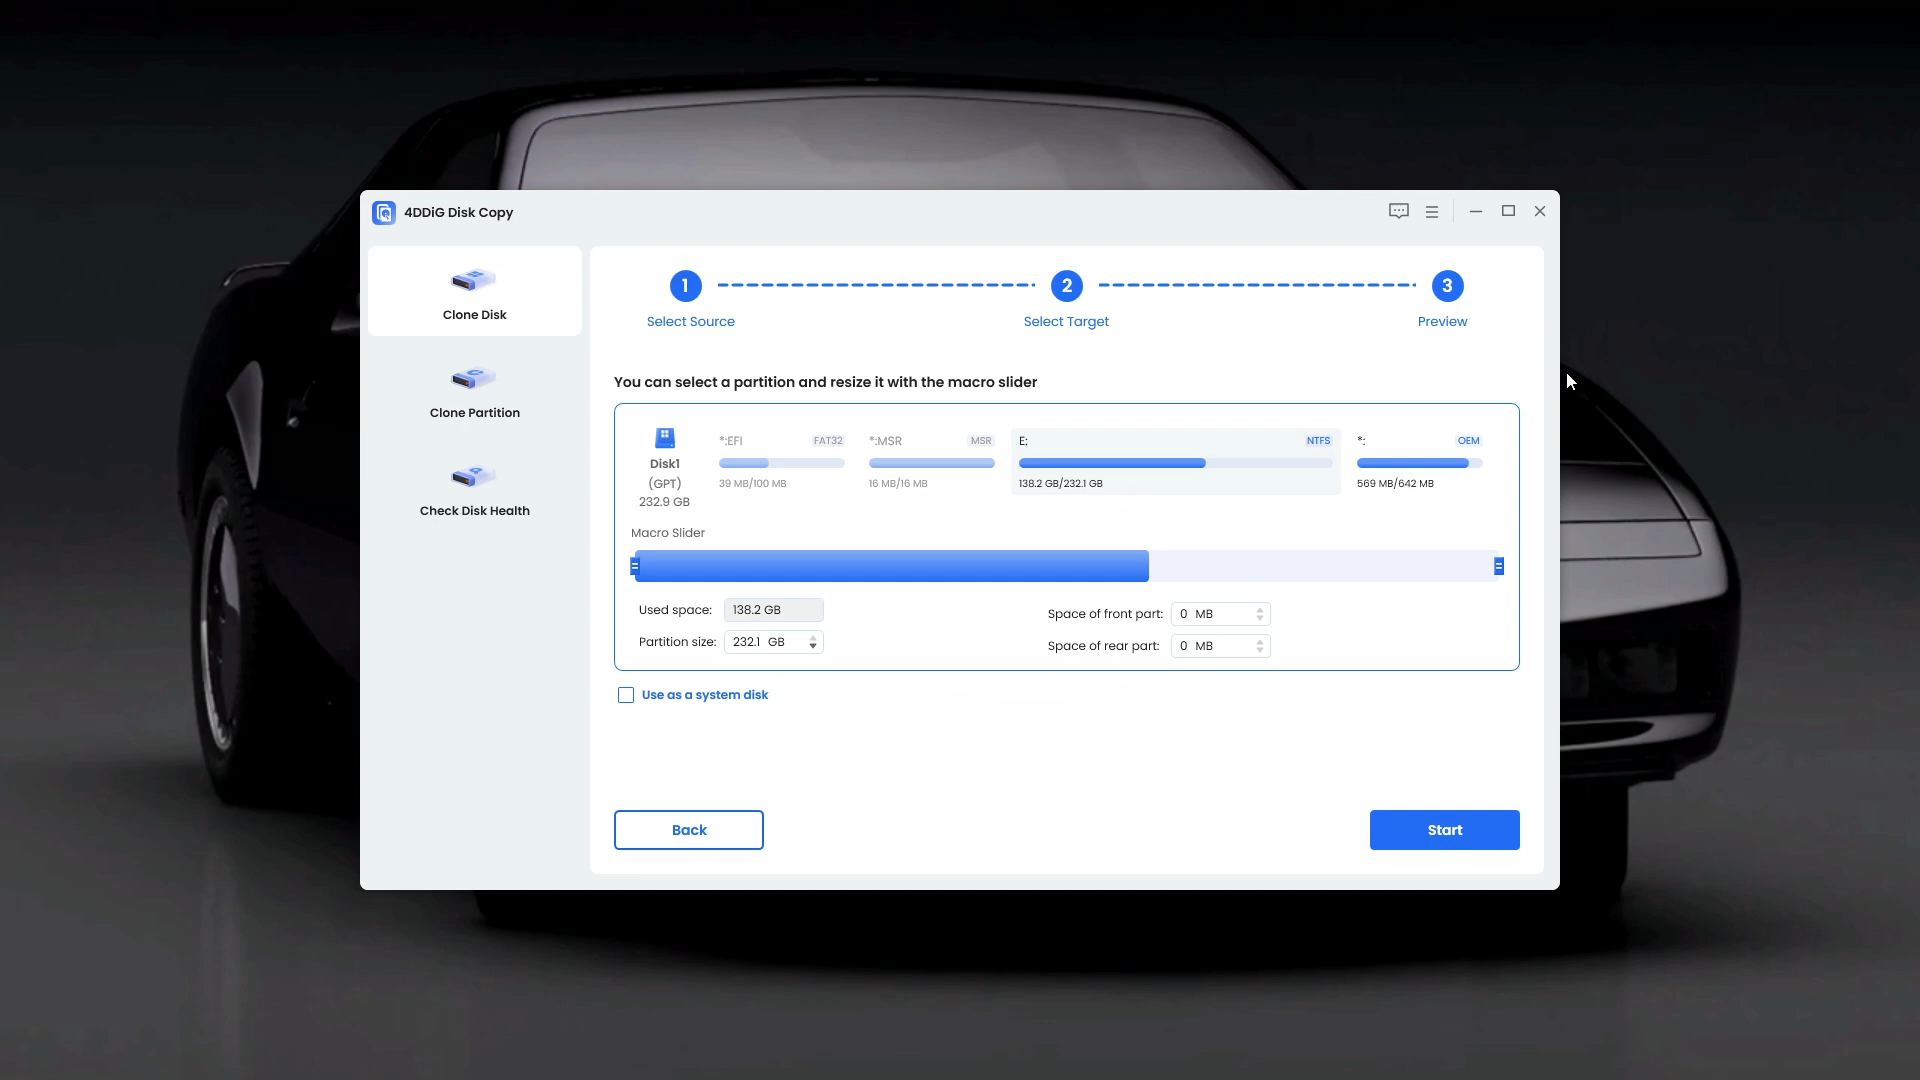 4DDiG Disk Copy
Clone Disk
Clone Partition
Check Disk Health
1
2
3
Select Source
Select Target
Preview
You can select a partition and resize it with the macro slider
Disk1
(GPT)
232.9 GB
*:EFI FAT32
39 MB/100 MB
*:MSR MSR
16 MB/16 MB
E: NTFS
138.2 GB/232.1 GB
*: OEM
569 MB/642 MB
Macro Slider
Used space: 138.2 GB
Partition size: 232.1 GB
Space of front part: 0 MB
Space of rear part: 0 MB
Use as a system disk
Back
Start